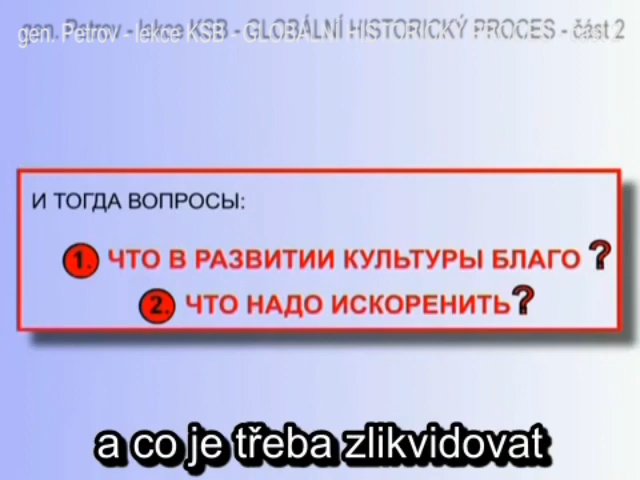 gen. Petrov - lekce KSB - GLOBÁLNÍ HISTORICKÝ PROCES - část 2
И ТОГДА ВОПРОСЫ:
1. ЧТО В РАЗВИТИИ КУЛЬТУРЫ БЛАГО ?
2. ЧТО НАДО ИСКОРЕНИТЬ?
a co je třeba zlikvidovat